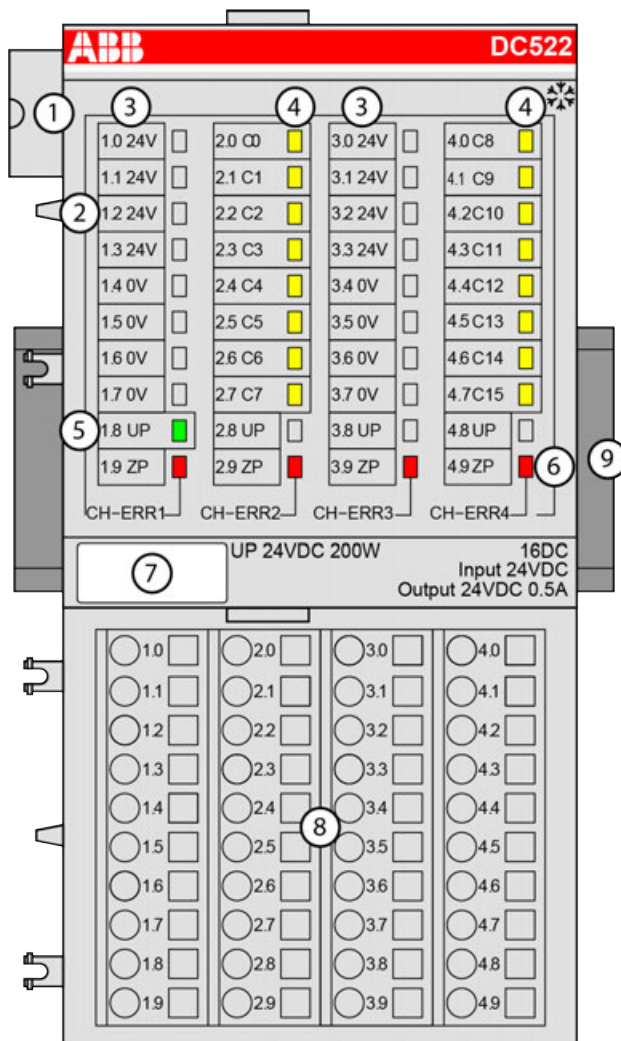 ABB DC522
1
3 4 3 4
1.0 24V 2.0 C0 3.0 24V 4.0 C8
1.1 24V 2.1 C1 3.1 24V 4.1 C9
2 1.2 24V 2.2 C2 3.2 24V 4.2 C10
1.3 24V 2.3 C3 3.3 24V 4.3 C11
1.4 0V 2.4 C4 3.4 0V 4.4 C12
1.5 0V 2.5 C5 3.5 0V 4.5 C13
1.6 0V 2.6 C6 3.6 0V 4.6 C14
1.7 0V 2.7 C7 3.7 0V 4.7 C15
5 1.8 UP 2.8 UP 3.8 UP 4.8 UP
1.9 ZP 2.9 ZP 3.9 ZP 4.9 ZP 6 9
CH-ERR1 CH-ERR2 CH-ERR3 CH-ERR4
7 UP 24VDC 200W 16DC
Input 24VDC
Output 24VDC 0.5A
1.0 2.0 3.0 4.0
1.1 2.1 3.1 4.1
1.2 2.2 3.2 4.2
1.3 2.3 3.3 4.3
1.4 2.4 3.4 4.4
8
1.5 2.5 3.5 4.5
1.6 2.6 3.6 4.6
1.7 2.7 3.7 4.7
1.8 2.8 3.8 4.8
1.9 2.9 3.9 4.9